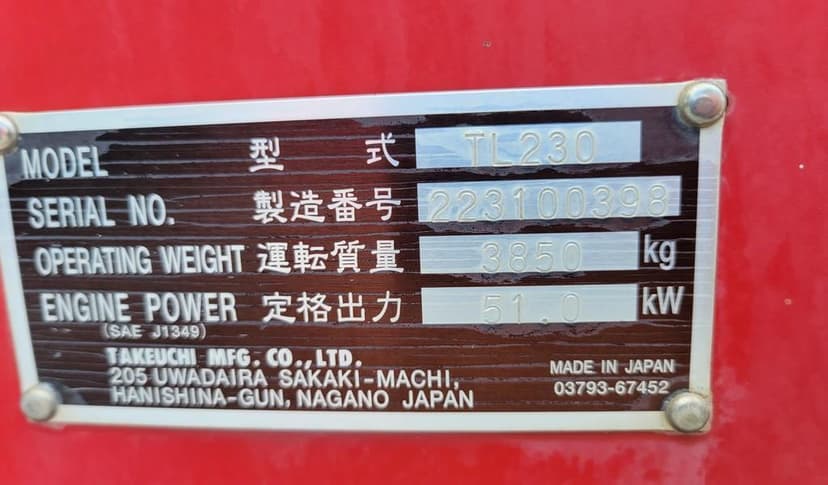 MODEL 型 式 TL230
SERIAL NO. 製造番号 223100398
OPERATING WEIGHT 運転質量 3850 kg
ENGINE POWER 定格出力 51.0 kW
(SAE J1349)
TAKEUCHI MFG. CO., LTD.
205 UWADAIRA SAKAKI-MACHI, MADE IN JAPAN
HANISHINA-GUN, NAGANO JAPAN 03793-67452